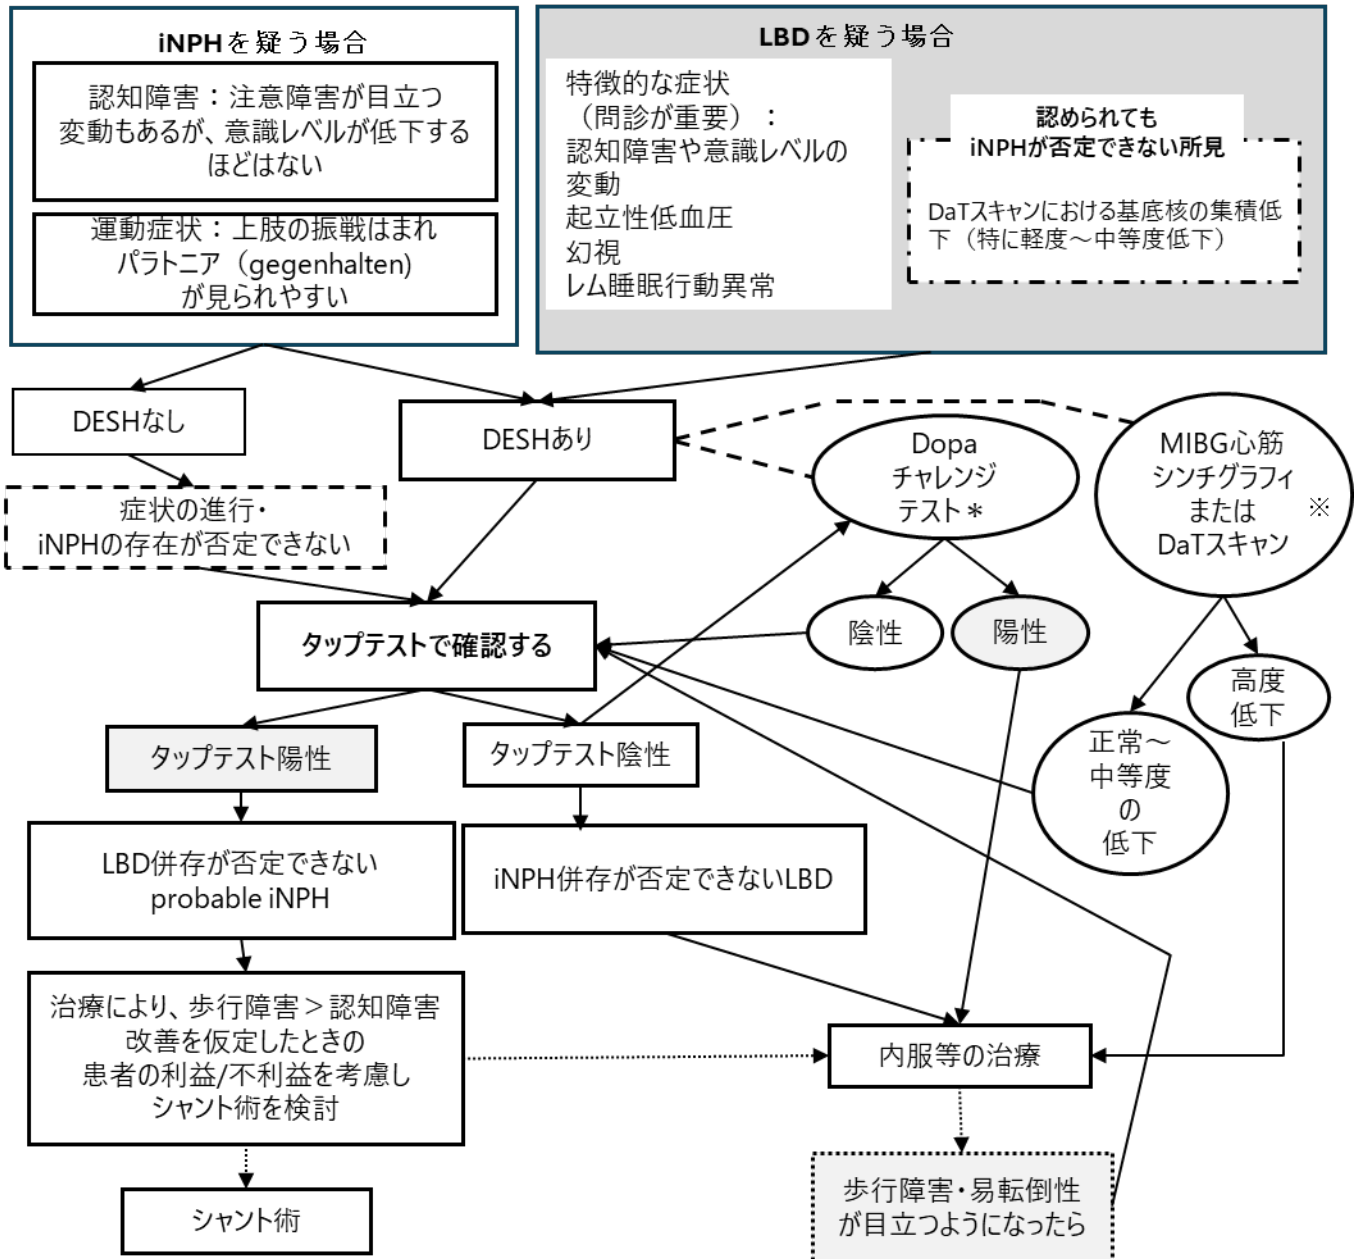 iNPHを疑う場合
認知障害：注意障害が目立つ
変動もあるが、意識レベルが低下する
ほどはない
運動症状：上肢の振戦はまれ
パラトニア（gegenhalten)
が見られやすい
LBDを疑う場合
特徴的な症状
（問診が重要）：
認知障害や意識レベルの
変動
起立性低血圧
幻視
レム睡眠行動異常
認められても
iNPHが否定できない所見
DaTスキャンにおける基底核の集積低
下（特に軽度～中等度低下）
DESHなし
DESHあり
症状の進行・
iNPHの存在が否定できない
Dopa
チャレンジ
テスト＊
MIBG心筋
シンチグラフィ
または
DaTスキャン
※
タップテストで確認する
陰性
陽性
高度
低下
正常～
中等度
の
低下
タップテスト陽性
タップテスト陰性
LBD併存が否定できない
probable iNPH
iNPH併存が否定できないLBD
治療により、歩行障害＞認知障害
改善を仮定したときの
患者の利益/不利益を考慮し
シャント術を検討
内服等の治療
シャント術
歩行障害・易転倒性
が目立つようになったら